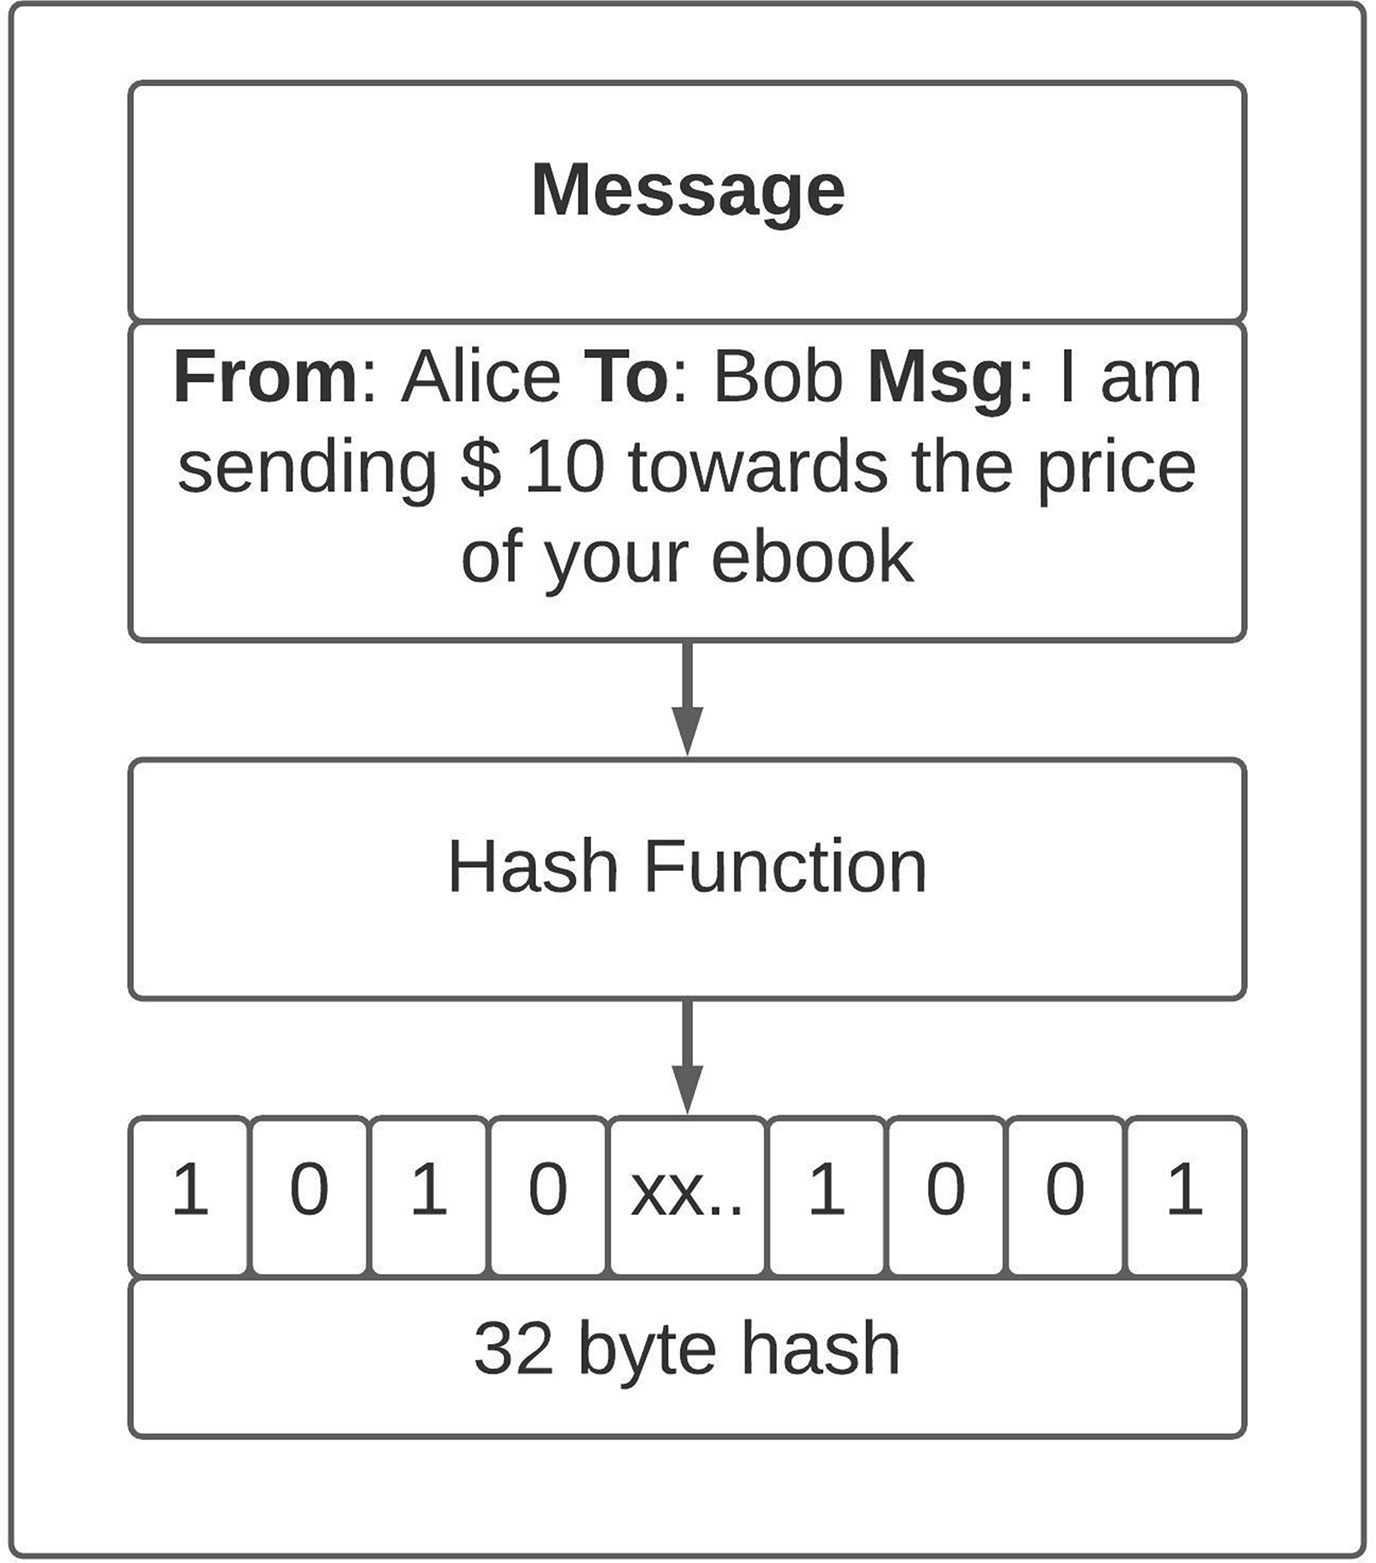 Message
From: Alice To: Bob Msg: I am
sending $ 10 towards the price
of your ebook
Hash Function
1 0 1 0 xx.. 1 0 0 1
32 byte hash